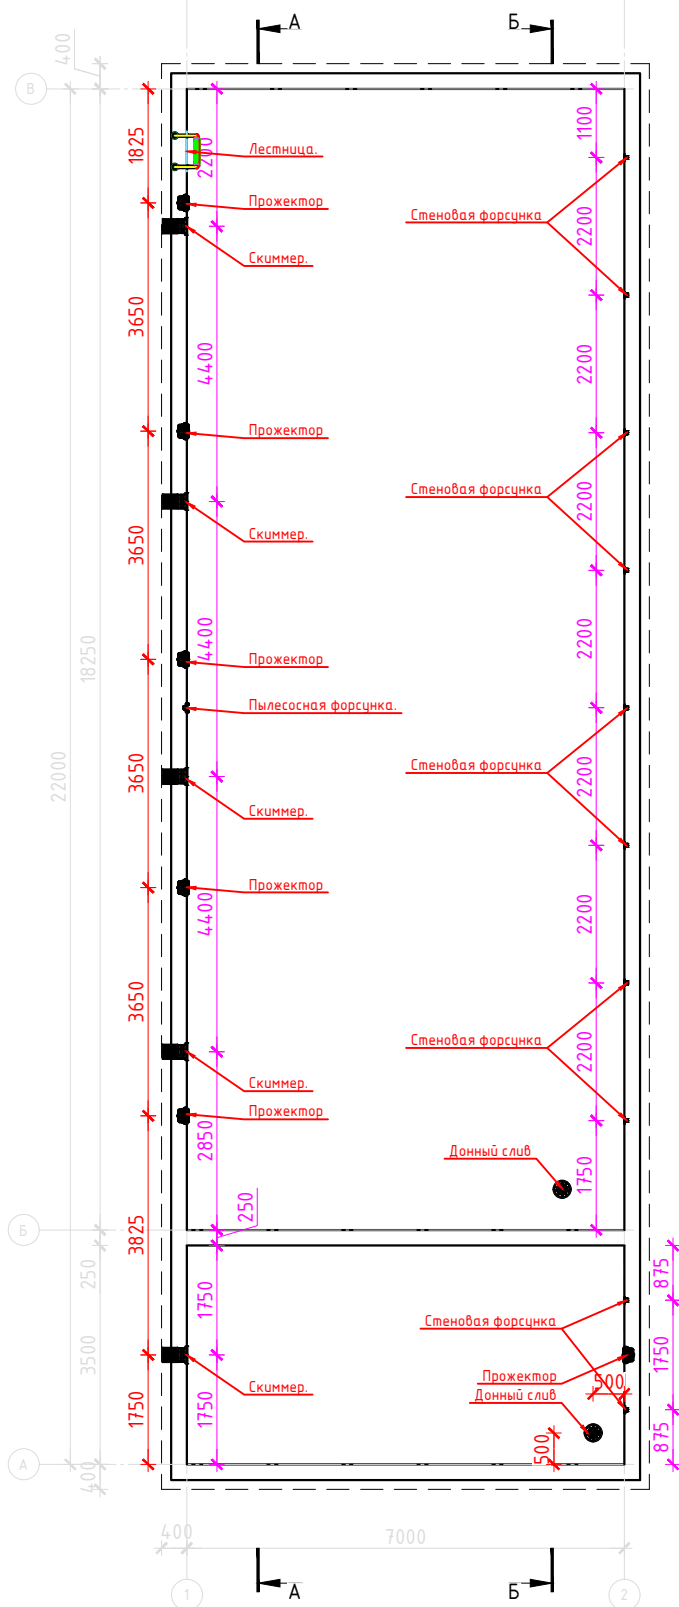 А
Б
400
В
1825
2200
Лестница.
1100
Прожектор
Стеновая форсунка
2200
Скиммер.
3650
4400
2200
Прожектор
Стеновая форсунка
2200
Скиммер.
3650
4400
2200
18250
Прожектор
Пылесосная форсунка.
22000
3650
Стеновая форсунка
2200
Скиммер.
Прожектор
4400
2200
3650
Стеновая форсунка
2200
Скиммер.
Прожектор
2850
Донный слив
1750
250
Б
3825
250
1750
875
Стеновая форсунка
3500
1750
Прожектор
Скиммер.
500
Донный слив
1750
1750
500
875
А
400
400
7000
А
Б
1
2